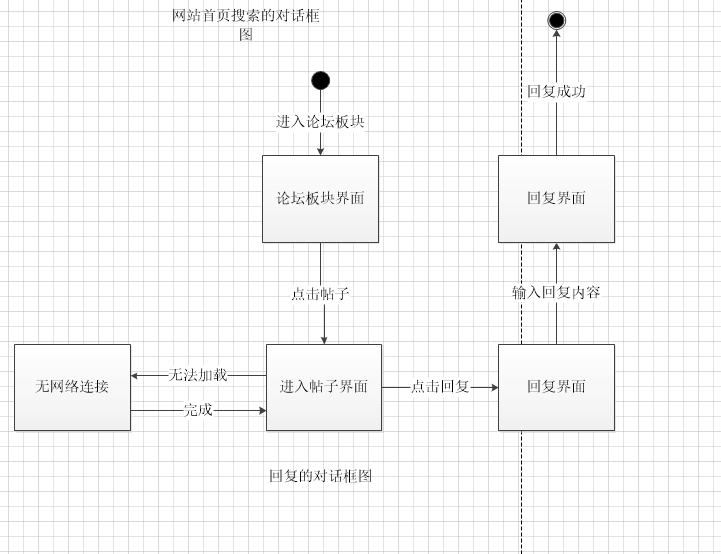 网站首页搜索的对话框
图
回复成功
进入论坛板块
论坛板块界面
回复界面
点击帖子
输入回复内容
无网络连接
无法加载
完成
进入帖子界面
点击回复
回复界面
回复的对话框图